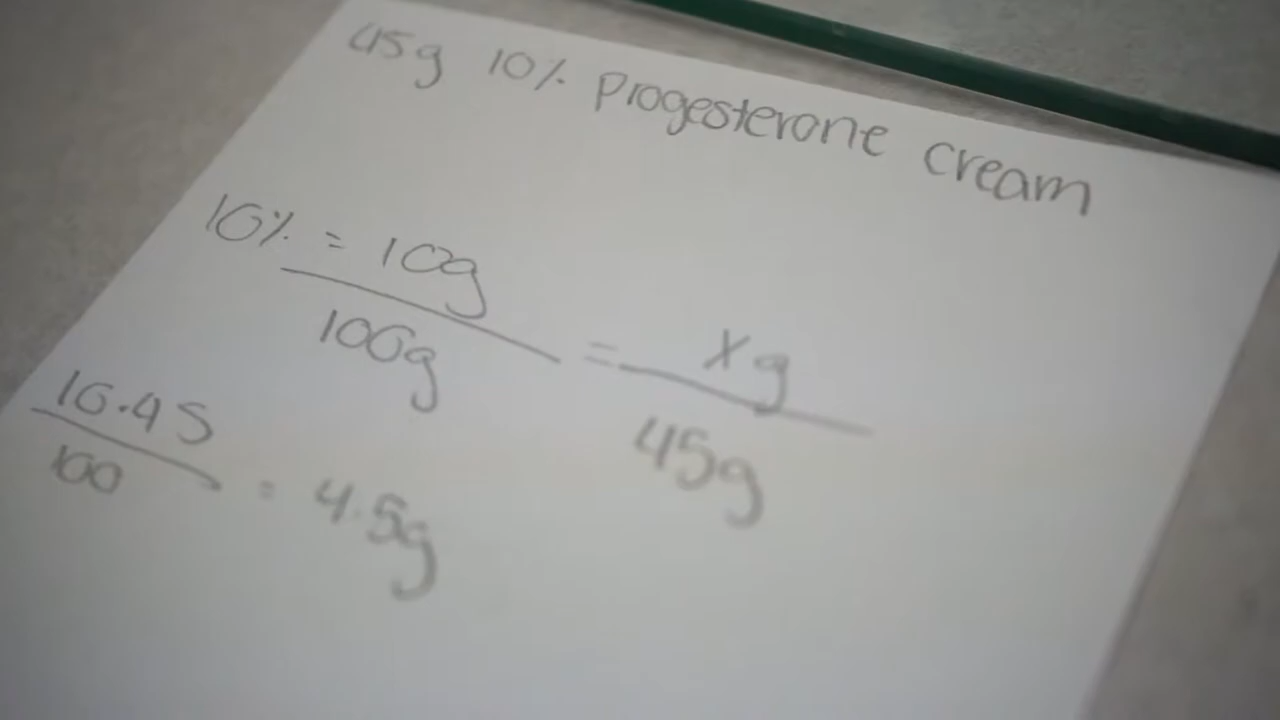 45g 10% Progesterone cream
10% = 10g
100g
= xg
45g
10.45
100
= 4.5g